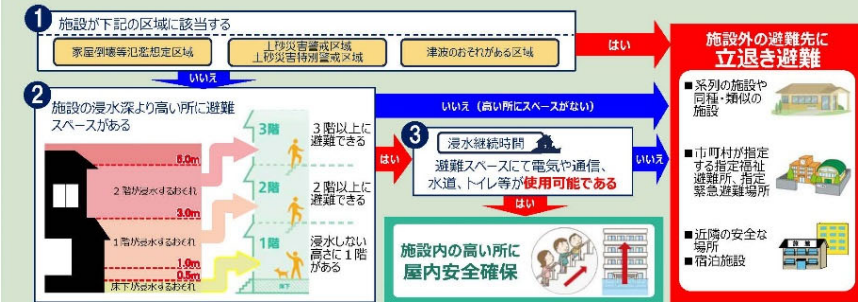 1 施設が下記の区域に該当する
家屋倒壊等氾濫想定区域
土砂災害警戒区域
土砂災害特別警戒区域
津波のおそれがある区域
はい
いいえ
2 施設の浸水深より高い所に避難
スペースがある
5.0m
2階が浸水するおそれ
3.0m
1階が浸水するおそれ
1.0m
0.5m
床下が浸水するおそれ
3階
3階以上に
避難できる
2階
2階以上に
避難できる
1階
浸水しない
高さに1階
がある
床下
いいえ(高い所にスペースがない)
はい
3 浸水継続時間
避難スペースにて電気や通信、
水道、トイレ等が使用可能である
いいえ
はい
施設内の高い所に
屋内安全確保
施設外の避難先に
立退き避難
■系列の施設や
同種・類似の
施設
■市町村が指定
する指定福祉
避難所、指定
緊急避難場所
■近隣の安全な
場所
■宿泊施設